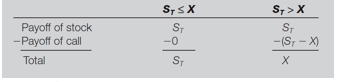 S_T ≤ X S_T > X
Payoff of stock S_T S_T
−Payoff of call −0 −(S_T − X)
Total S_T X